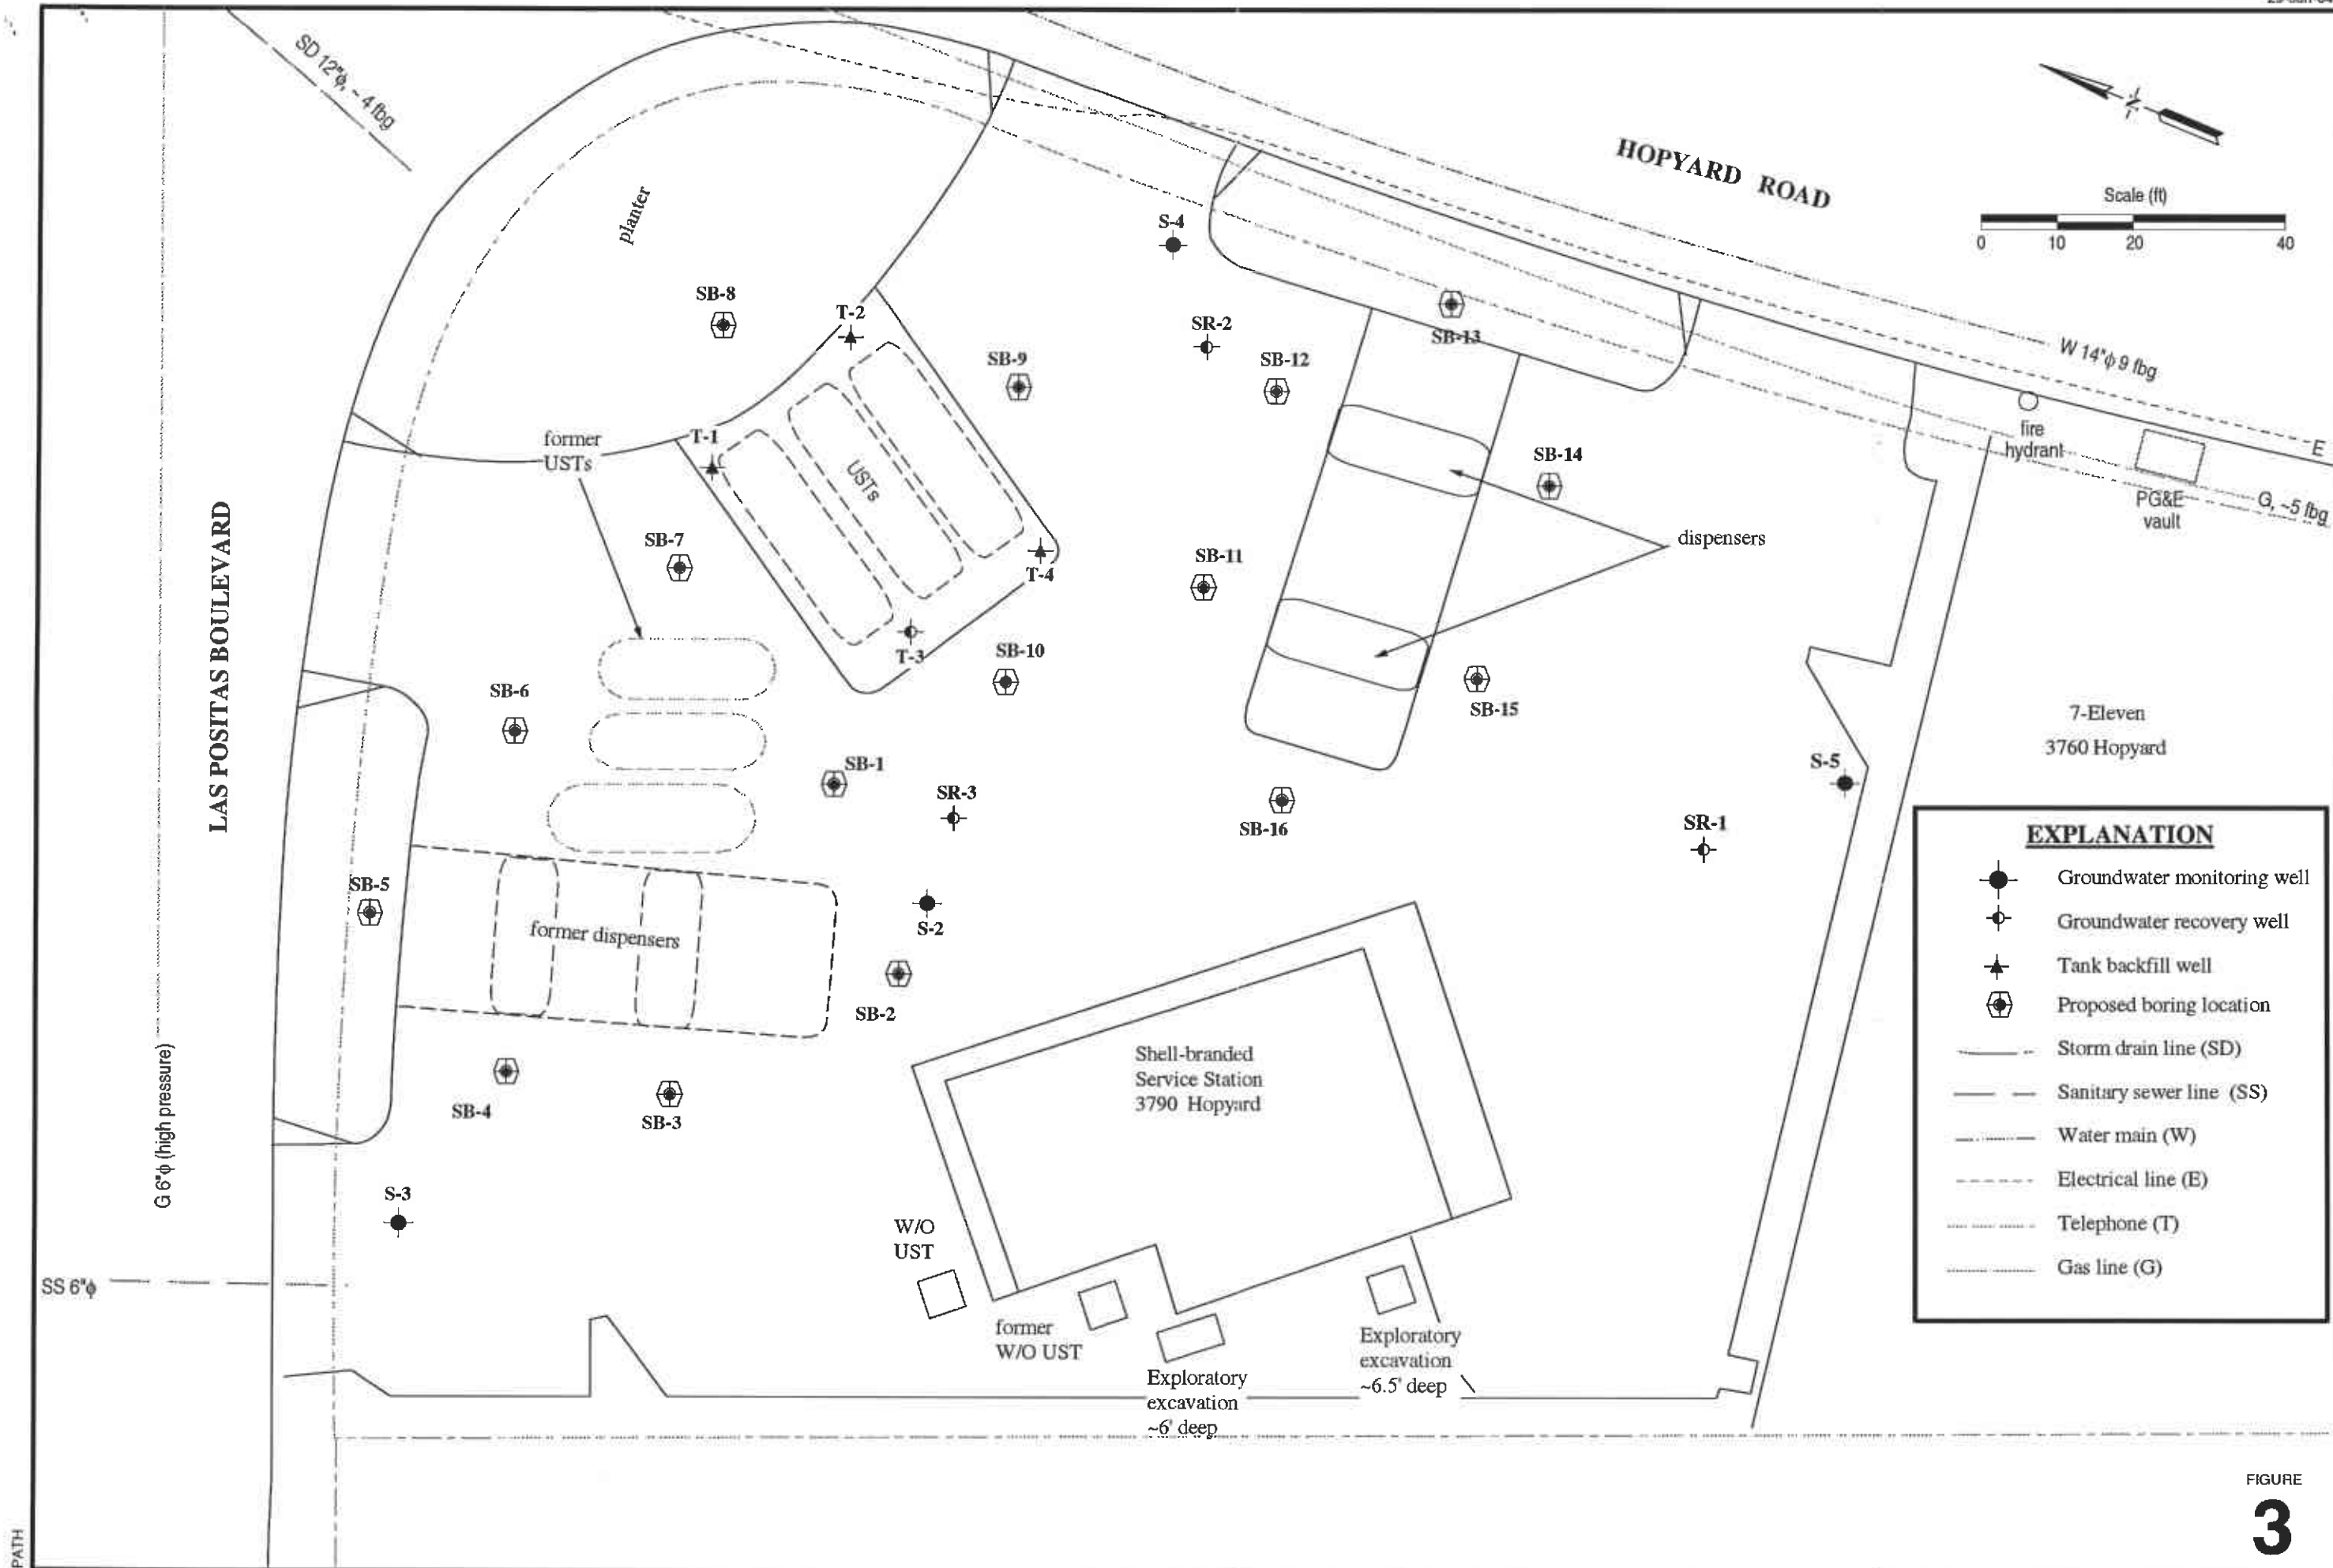 SD 12"ϕ, ~ 4 fbg
HOPYARD ROAD
N
Scale (ft)
0 10 20 40
planter
S-4
SB-8
T-2
SR-2
SB-13
SB-9
SB-12
W 14"ϕ 9 fbg
fire
hydrant
E
former
USTs
T-1
USTs
SB-14
PG&E
vault
G, ~5 fbg
LAS POSITAS BOULEVARD
SB-7
T-4
SB-11
dispensers
T-3
SB-10
SB-6
SB-15
7-Eleven
3760 Hopyard
SB-1
SR-3
S-5
SB-16
SR-1
SB-5
former dispensers
S-2
SB-2
G 6"ϕ (high pressure)
Shell-branded
Service Station
3790 Hopyard
SB-4
SB-3
S-3
W/O
UST
SS 6"ϕ
former
W/O UST
Exploratory
excavation
~6.5' deep
Exploratory
excavation
~6' deep
EXPLANATION
Groundwater monitoring well
Groundwater recovery well
Tank backfill well
Proposed boring location
Storm drain line (SD)
Sanitary sewer line (SS)
Water main (W)
Electrical line (E)
Telephone (T)
Gas line (G)
FIGURE
3
PATH